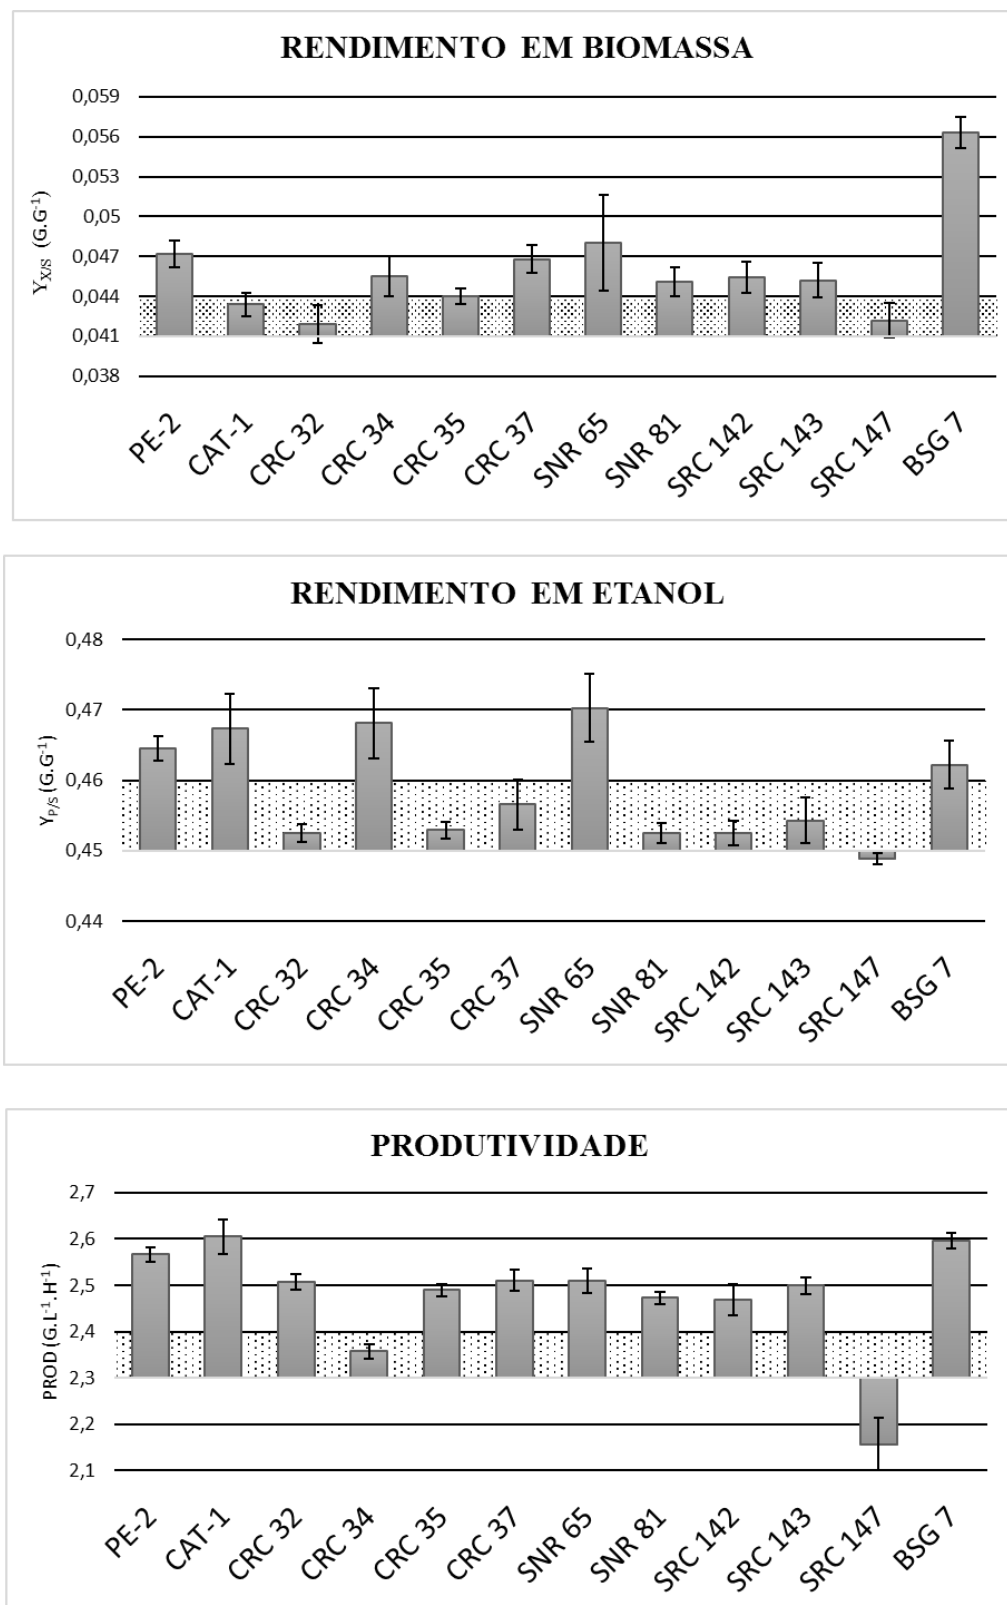 RENDIMENTO EM BIOMASSA
0,059
0,056
0,053
0,05
0,047
0,044
0,041
0,038
Y_X/S (G.G⁻¹)
PE-2 CAT-1 CRC 32 CRC 34 CRC 35 CRC 37 SNR 65 SNR 81 SRC 142 SRC 143 SRC 147 BSG 7
RENDIMENTO EM ETANOL
0,48
0,47
0,46
0,45
0,44
Y_P/S (G.G⁻¹)
PE-2 CAT-1 CRC 32 CRC 34 CRC 35 CRC 37 SNR 65 SNR 81 SRC 142 SRC 143 SRC 147 BSG 7
PRODUTIVIDADE
2,7
2,6
2,5
2,4
2,3
2,2
2,1
PROD (G.L⁻¹.H⁻¹)
PE-2 CAT-1 CRC 32 CRC 34 CRC 35 CRC 37 SNR 65 SNR 81 SRC 142 SRC 143 SRC 147 BSG 7